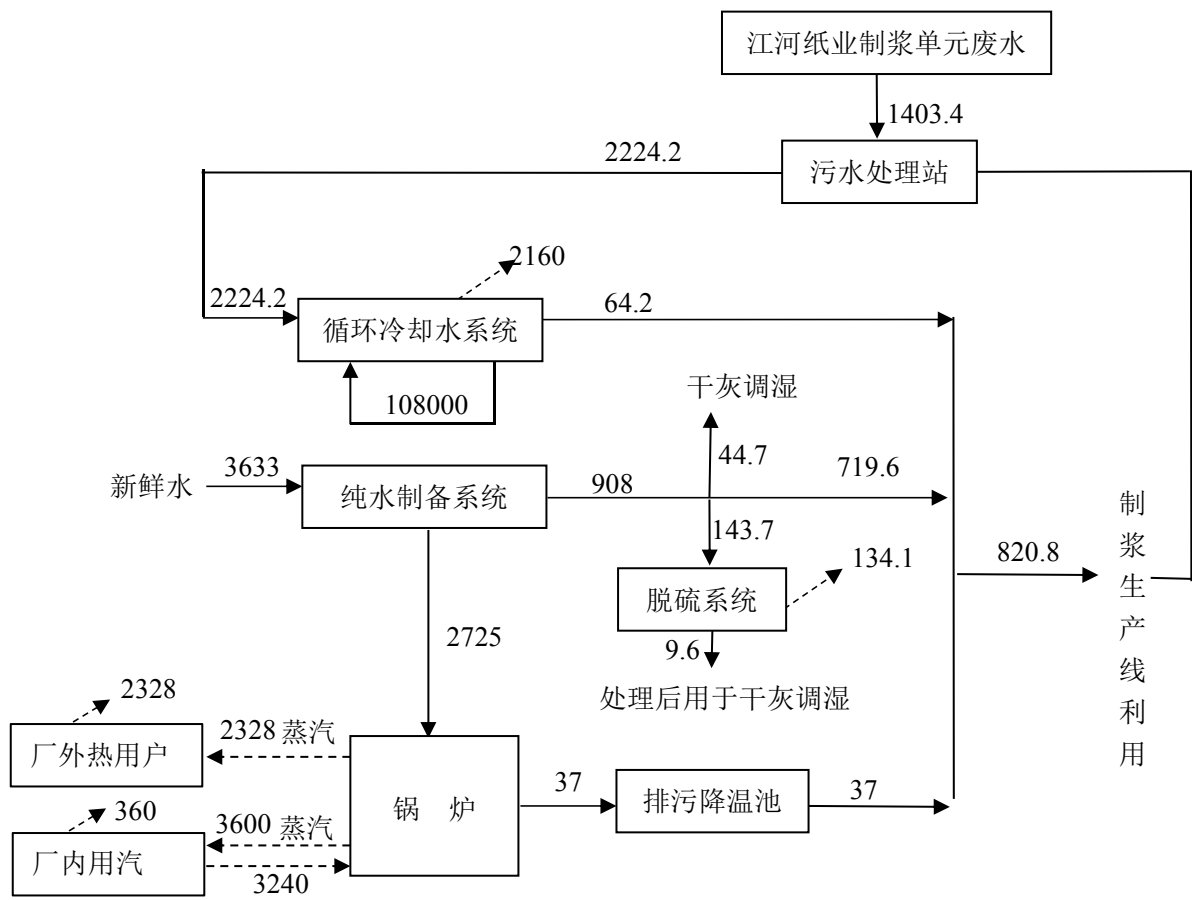 江河纸业制浆单元废水
1403.4
2224.2
污水处理站
2160
2224.2
循环冷却水系统
64.2
108000
干灰调湿
44.7
719.6
新鲜水
3633
纯水制备系统
908
143.7
134.1
820.8
制浆生产线利用
脱硫系统
2725
9.6
处理后用于干灰调湿
2328
厂外热用户
2328 蒸汽
锅 炉
37
排污降温池
37
360
3600 蒸汽
厂内用汽
3240